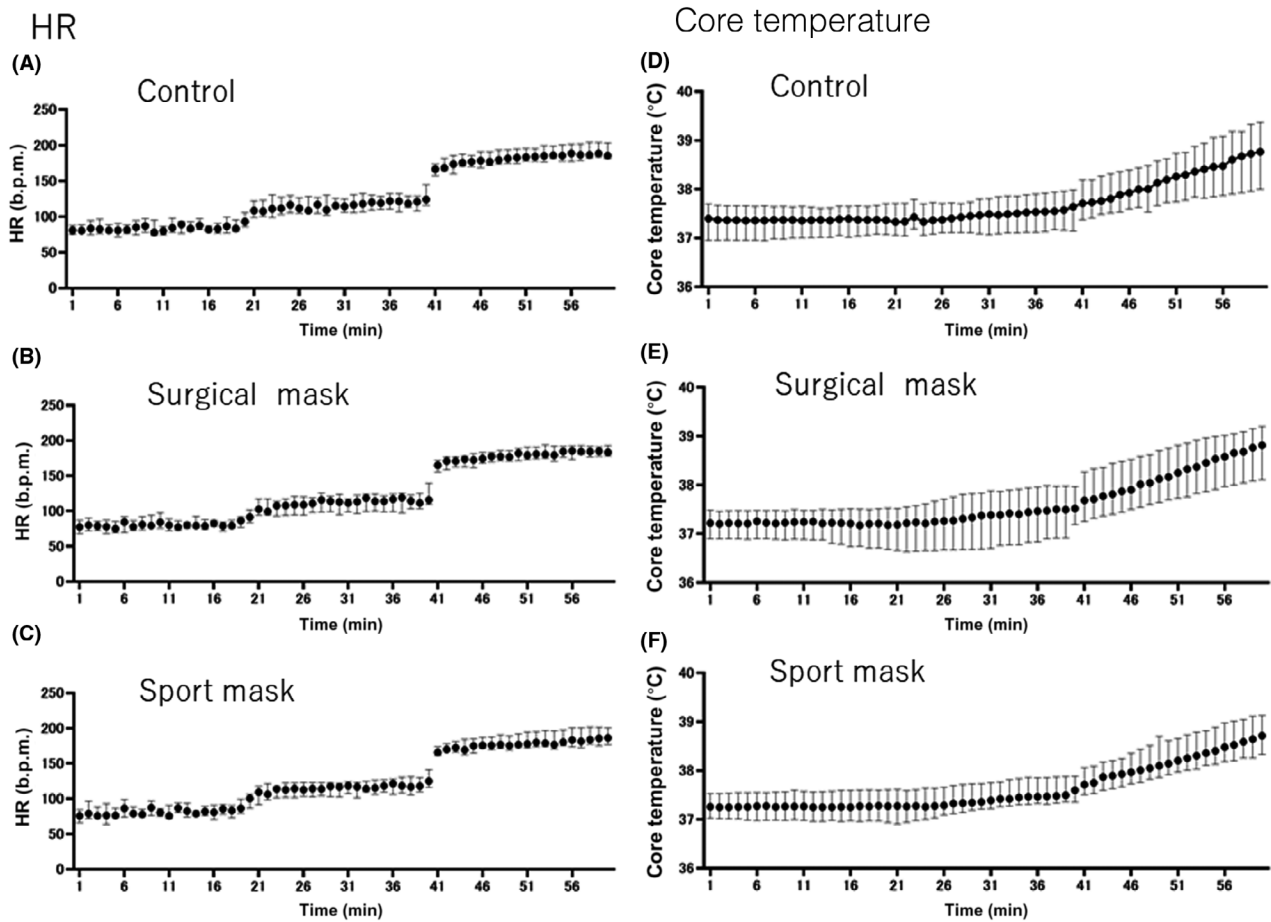 HR
(A)
Control
250
200
150
100
50
0
HR (b.p.m.)
1 6 11 16 21 26 31 36 41 46 51 56
Time (min)
(B)
Surgical mask
250
200
150
100
50
0
HR (b.p.m.)
1 6 11 16 21 26 31 36 41 46 51 56
Time (min)
(C)
Sport mask
250
200
150
100
50
0
HR (b.p.m.)
1 6 11 16 21 26 31 36 41 46 51 56
Time (min)
Core temperature
(D)
Control
40
39
38
37
36
Core temperature (°C)
1 6 11 16 21 26 31 36 41 46 51 56
Time (min)
(E)
Surgical mask
40
39
38
37
36
Core temperature (°C)
1 6 11 16 21 26 31 36 41 46 51 56
Time (min)
(F)
Sport mask
40
39
38
37
36
Core temperature (°C)
1 6 11 16 21 26 31 36 41 46 51 56
Time (min)